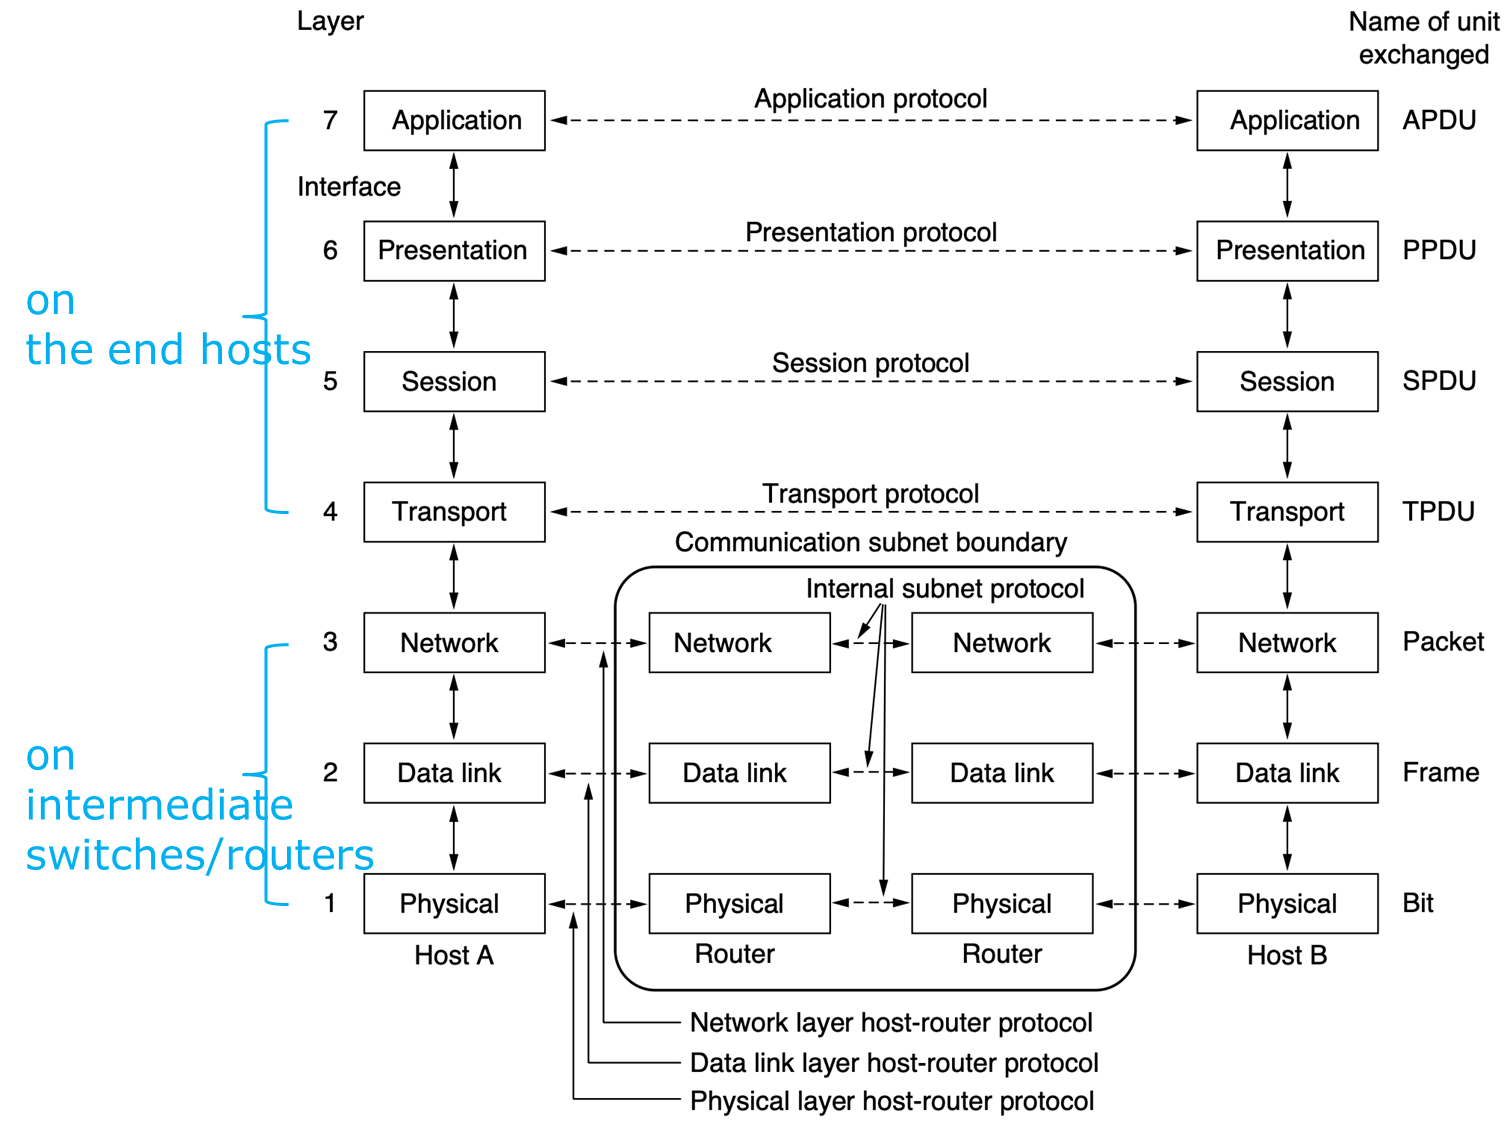 Layer
Name of unit
exchanged
7
Application
Application protocol
Application
APDU
Interface
6
Presentation
Presentation protocol
Presentation
PPDU
on
the end hosts
5
Session
Session protocol
Session
SPDU
4
Transport
Transport protocol
Transport
TPDU
Communication subnet boundary
Internal subnet protocol
3
Network
Network
Network
Network
Packet
on
intermediate
switches/routers
2
Data link
Data link
Data link
Data link
Frame
1
Physical
Physical
Physical
Physical
Bit
Host A
Router
Router
Host B
Network layer host-router protocol
Data link layer host-router protocol
Physical layer host-router protocol